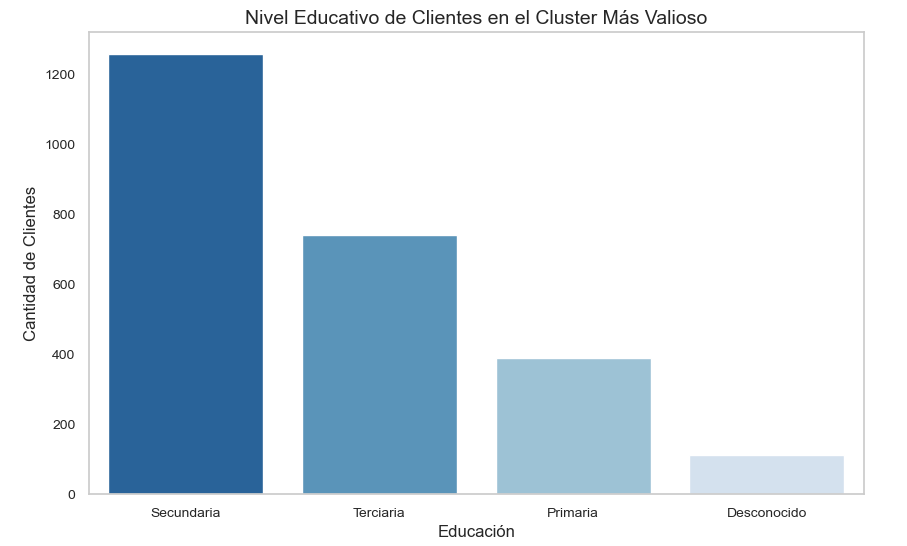 Nivel Educativo de Clientes en el Cluster Más Valioso
Cantidad de Clientes
1200
1000
800
600
400
200
0
Secundaria
Terciaria
Primaria
Desconocido
Educación